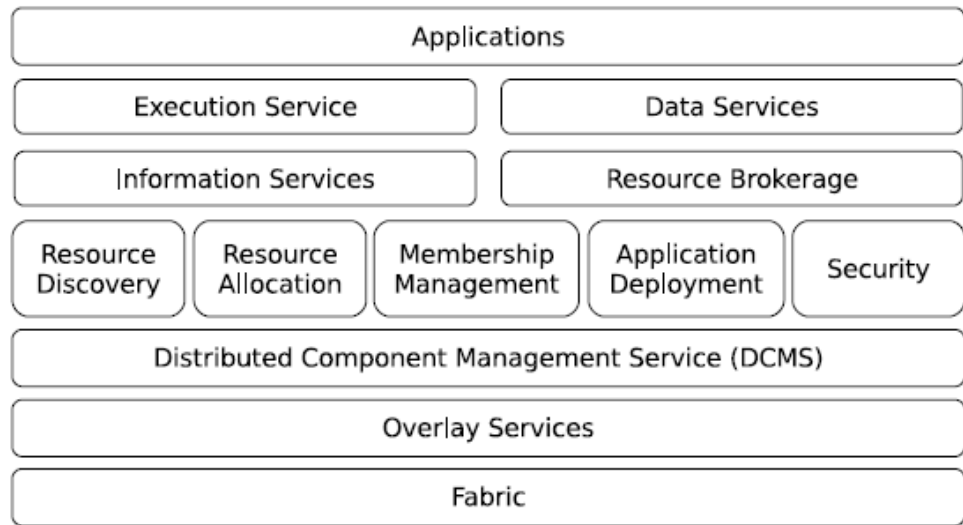 Applications
Execution Service
Data Services
Information Services
Resource Brokerage
Resource
Discovery
Resource
Allocation
Membership
Management
Application
Deployment
Security
Distributed Component Management Service (DCMS)
Overlay Services
Fabric